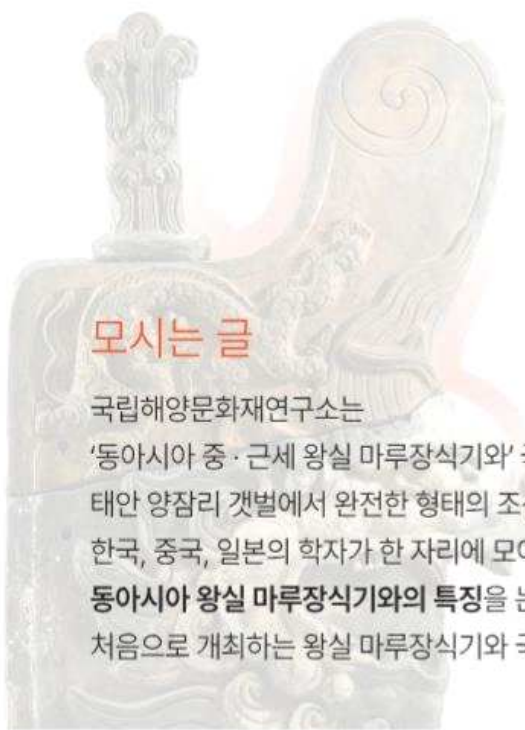 모시는 글
국립해양문화재연구소는
'동아시아 중·근세 왕실 마루장식기와'
태안 양잠리 갯벌에서 완전한 형태의
한국, 중국, 일본의 학자가 한 자리에
동아시아 왕실 마루장식기와의 특징을
처음으로 개최하는 왕실 마루장식기와